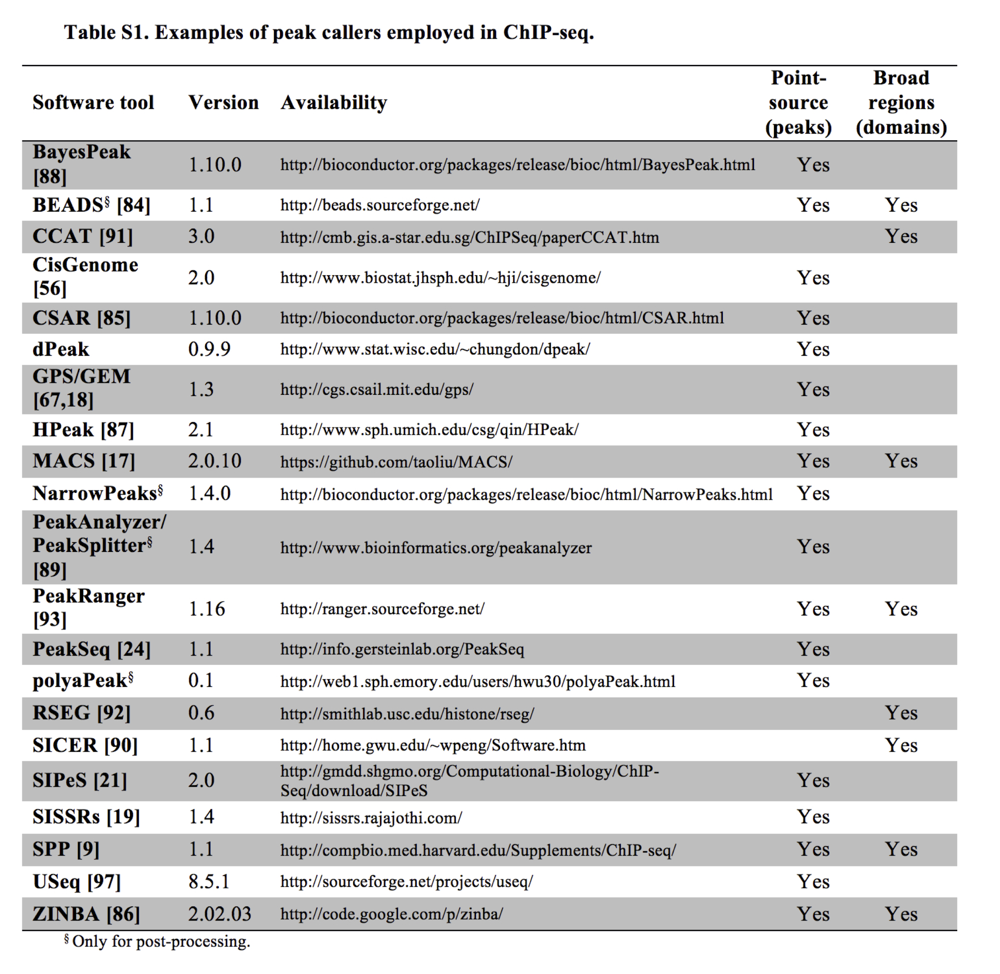 Table S1. Examples of peak callers employed in ChIP-seq.
Software tool Version Availability Point-source (peaks) Broad regions (domains)
BayesPeak [88] 1.10.0 http://bioconductor.org/packages/release/bioc/html/BayesPeak.html Yes
BEADS§ [84] 1.1 http://beads.sourceforge.net/ Yes Yes
CCAT [91] 3.0 http://cmb.gis.a-star.edu.sg/ChIPSeq/paperCCAT.htm Yes
CisGenome [56] 2.0 http://www.biostat.jhsph.edu/~hji/cisgenome/ Yes
CSAR [85] 1.10.0 http://bioconductor.org/packages/release/bioc/html/CSAR.html Yes
dPeak 0.9.9 http://www.stat.wisc.edu/~chungdon/dpeak/ Yes
GPS/GEM [67,18] 1.3 http://cgs.csail.mit.edu/gps/ Yes
HPeak [87] 2.1 http://www.sph.umich.edu/csg/qin/HPeak/ Yes
MACS [17] 2.0.10 https://github.com/taoliu/MACS/ Yes Yes
NarrowPeaks§ 1.4.0 http://bioconductor.org/packages/release/bioc/html/NarrowPeaks.html Yes
PeakAnalyzer/PeakSplitter§ [89] 1.4 http://www.bioinformatics.org/peakanalyzer Yes
PeakRanger [93] 1.16 http://ranger.sourceforge.net/ Yes Yes
PeakSeq [24] 1.1 http://info.gersteinlab.org/PeakSeq Yes
polyaPeak§ 0.1 http://web1.sph.emory.edu/users/hwu30/polyaPeak.html Yes
RSEG [92] 0.6 http://smithlab.usc.edu/histone/rseg/ Yes
SICER [90] 1.1 http://home.gwu.edu/~wpeng/Software.htm Yes
SIPeS [21] 2.0 http://gmdd.shgmo.org/Computational-Biology/ChIP-Seq/download/SIPeS Yes
SISSRs [19] 1.4 http://sissrs.rajajothi.com/ Yes
SPP [9] 1.1 http://compbio.med.harvard.edu/Supplements/ChIP-seq/ Yes Yes
USeq [97] 8.5.1 http://sourceforge.net/projects/useq/ Yes
ZINBA [86] 2.02.03 http://code.google.com/p/zinba/ Yes Yes
§ Only for post-processing.